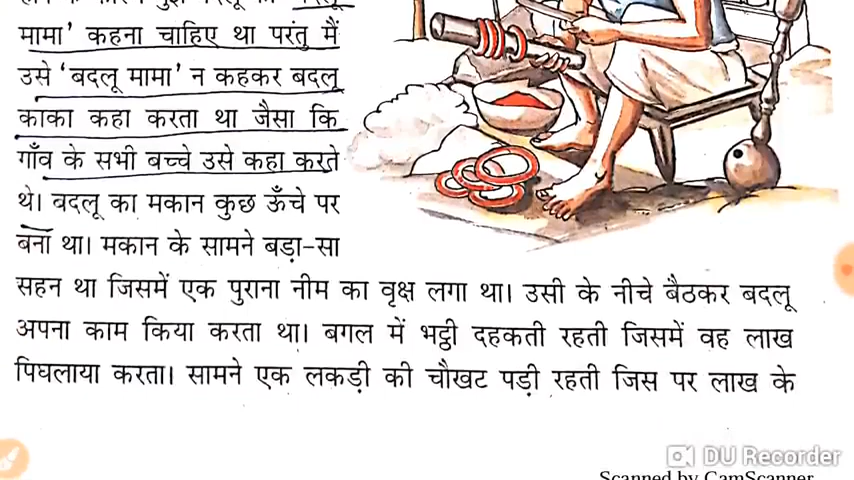 मामा’ कहना चाहिए था परंतु मैं
उसे ‘बदलू मामा’ न कहकर बदलू
काका कहा करता था जैसा कि
गाँव के सभी बच्चे उसे कहा करते
थे। बदलू का मकान कुछ ऊँचे पर
बना था। मकान के सामने बड़ा-सा
सहन था जिसमें एक पुराना नीम का वृक्ष लगा था। उसी के नीचे बैठकर बदलू
अपना काम किया करता था। बगल में भट्ठी दहकती रहती जिसमें वह लाख
पिघलाया करता। सामने एक लकड़ी की चौखट पड़ी रहती जिस पर लाख के
DU Recorder
Scanned by CamScanner